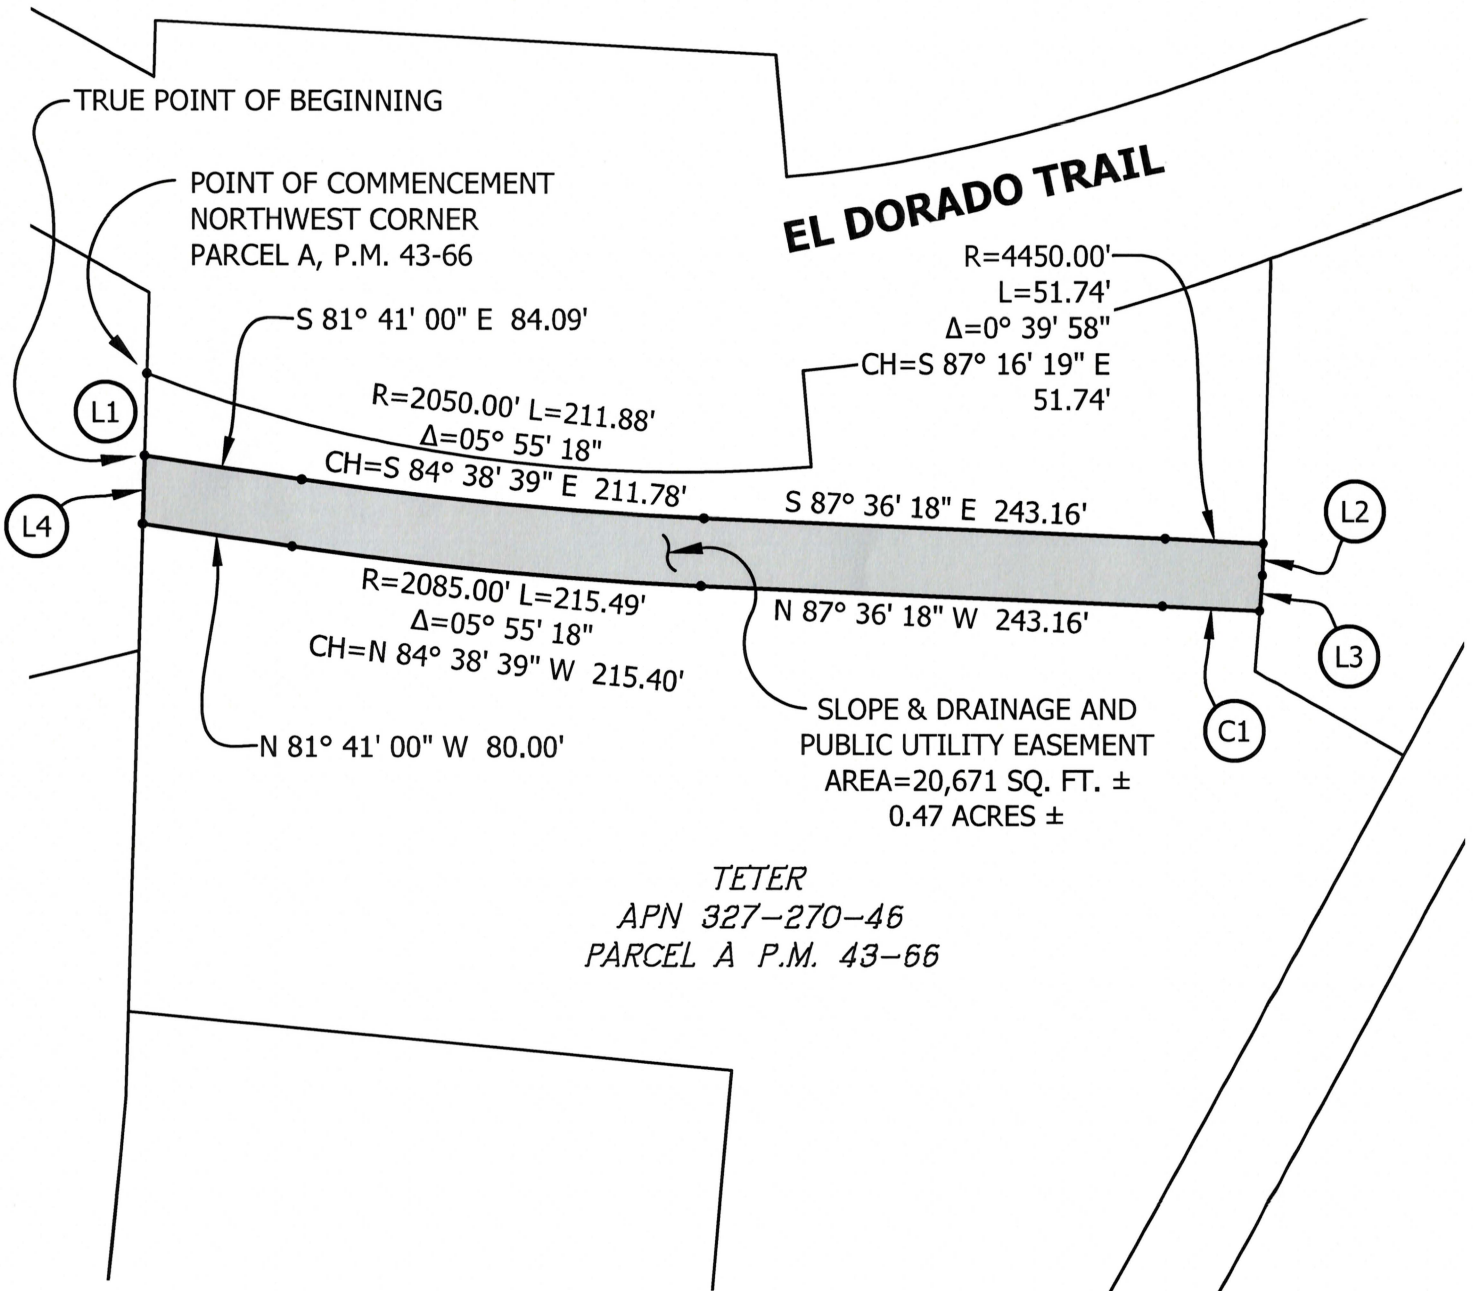 TRUE POINT OF BEGINNING
POINT OF COMMENCEMENT
NORTHWEST CORNER
PARCEL A, P.M. 43-66
EL DORADO TRAIL
R=4450.00'
L=51.74'
Δ=0° 39' 58"
CH=S 87° 16' 19" E
51.74'
S 81° 41' 00" E 84.09'
L1
R=2050.00' L=211.88'
Δ=05° 55' 18"
CH=S 84° 38' 39" E 211.78'
S 87° 36' 18" E 243.16'
L2
L4
R=2085.00' L=215.49'
Δ=05° 55' 18"
CH=N 84° 38' 39" W 215.40'
N 87° 36' 18" W 243.16'
L3
C1
N 81° 41' 00" W 80.00'
SLOPE & DRAINAGE AND
PUBLIC UTILITY EASEMENT
AREA=20,671 SQ. FT. ±
0.47 ACRES ±
TETER
APN 327-270-46
PARCEL A P.M. 43-66